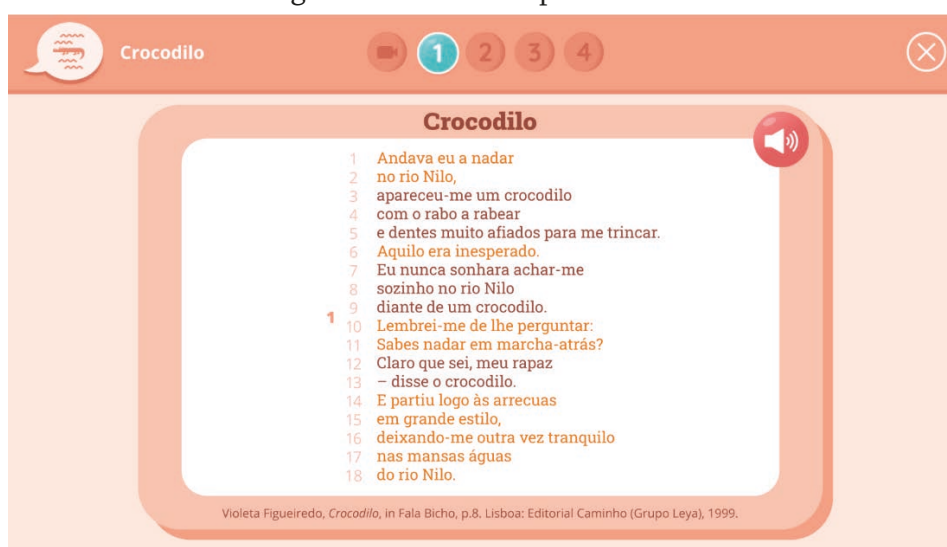 Crocodilo
1 2 3 4
Crocodilo
1 Andava eu a nadar
2 no rio Nilo,
3 apareceu-me um crocodilo
4 com o rabo a rabear
5 e dentes muito afiados para me trincar.
6 Aquilo era inesperado.
7 Eu nunca sonhara achar-me
8 sozinho no rio Nilo
9 diante de um crocodilo.
1
10 Lembrei-me de lhe perguntar:
11 Sabes nadar em marcha-atrás?
12 Claro que sei, meu rapaz
13 – disse o crocodilo.
14 E partiu logo às arrecuas
15 em grande estilo,
16 deixando-me outra vez tranquilo
17 nas mansas águas
18 do rio Nilo.
Violeta Figueiredo, Crocodilo, in Fala Bicho, p.8. Lisboa: Editorial Caminho (Grupo Leya), 1999.